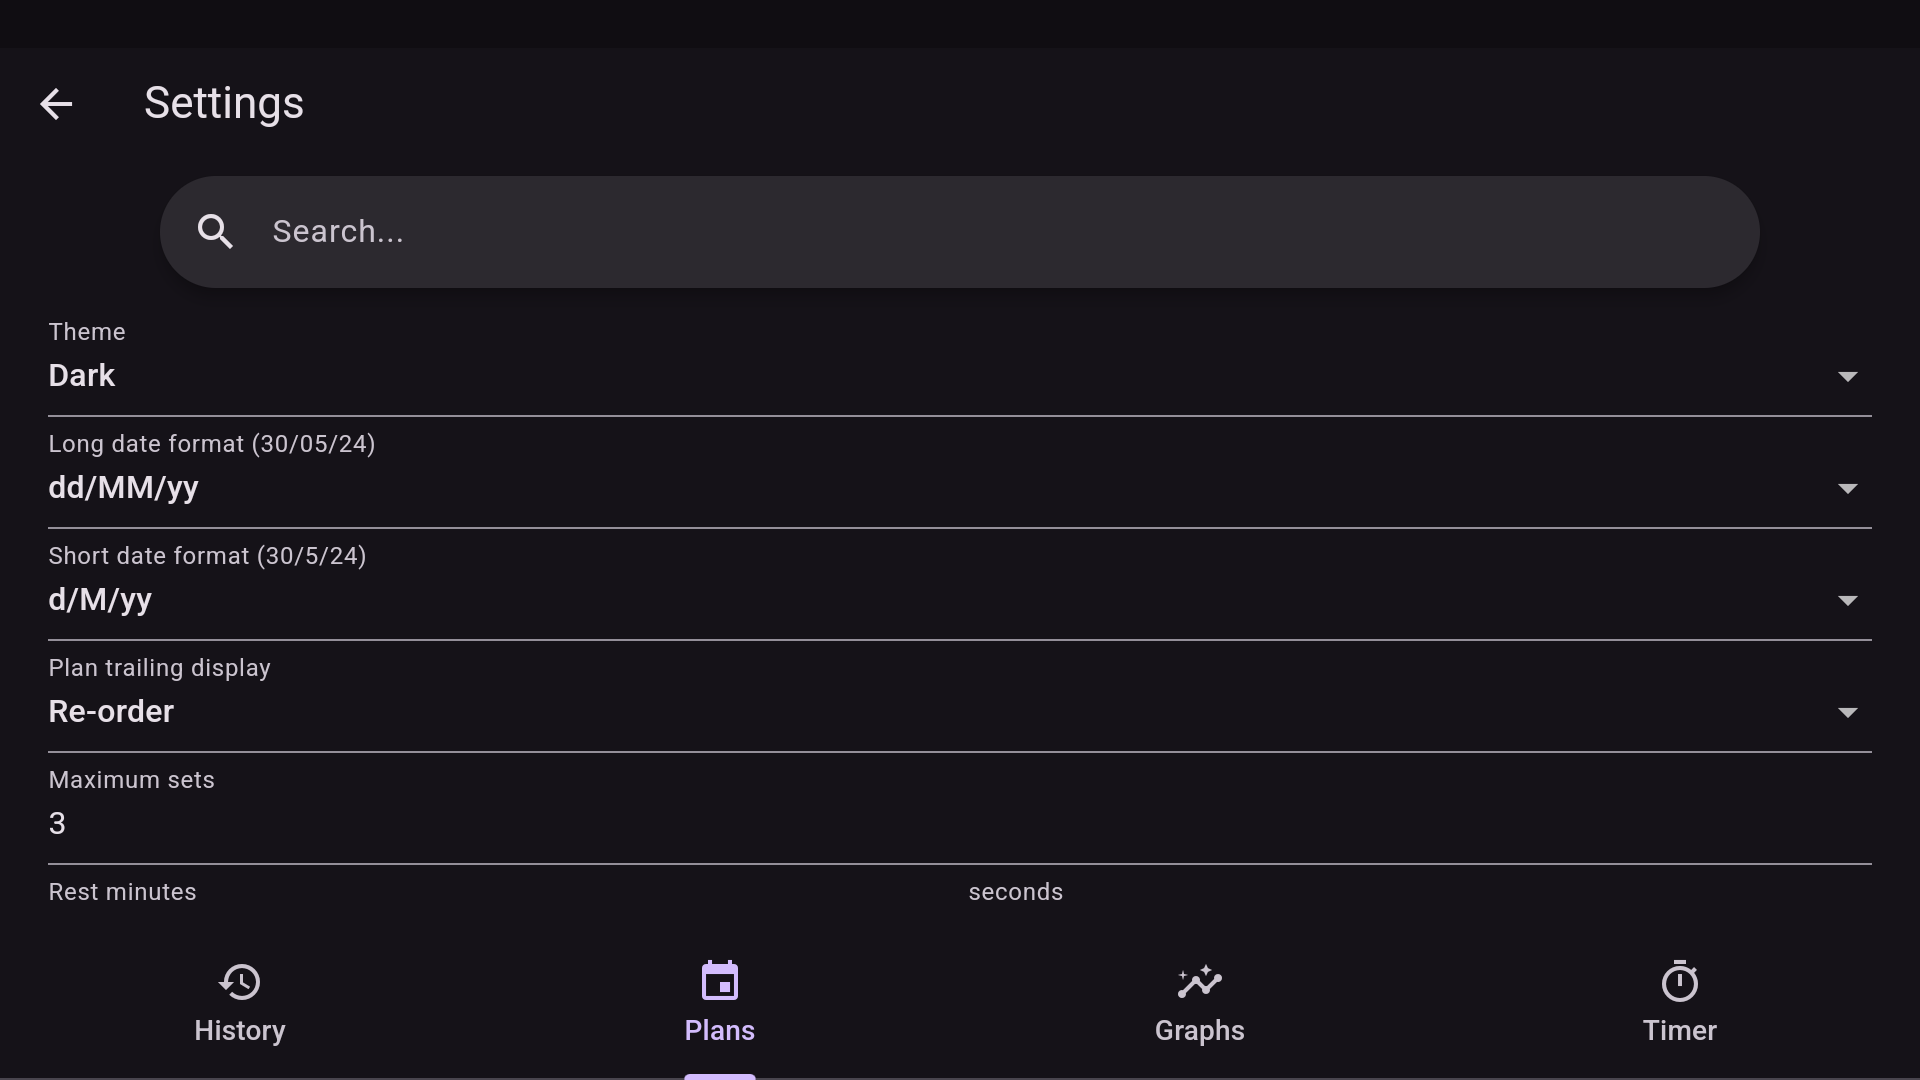 Settings
Search...
Theme
Dark
Long date format (30/05/24)
dd/MM/yy
Short date format (30/5/24)
d/M/yy
Plan trailing display
Re-order
Maximum sets
3
Rest minutes seconds
History Plans Graphs Timer